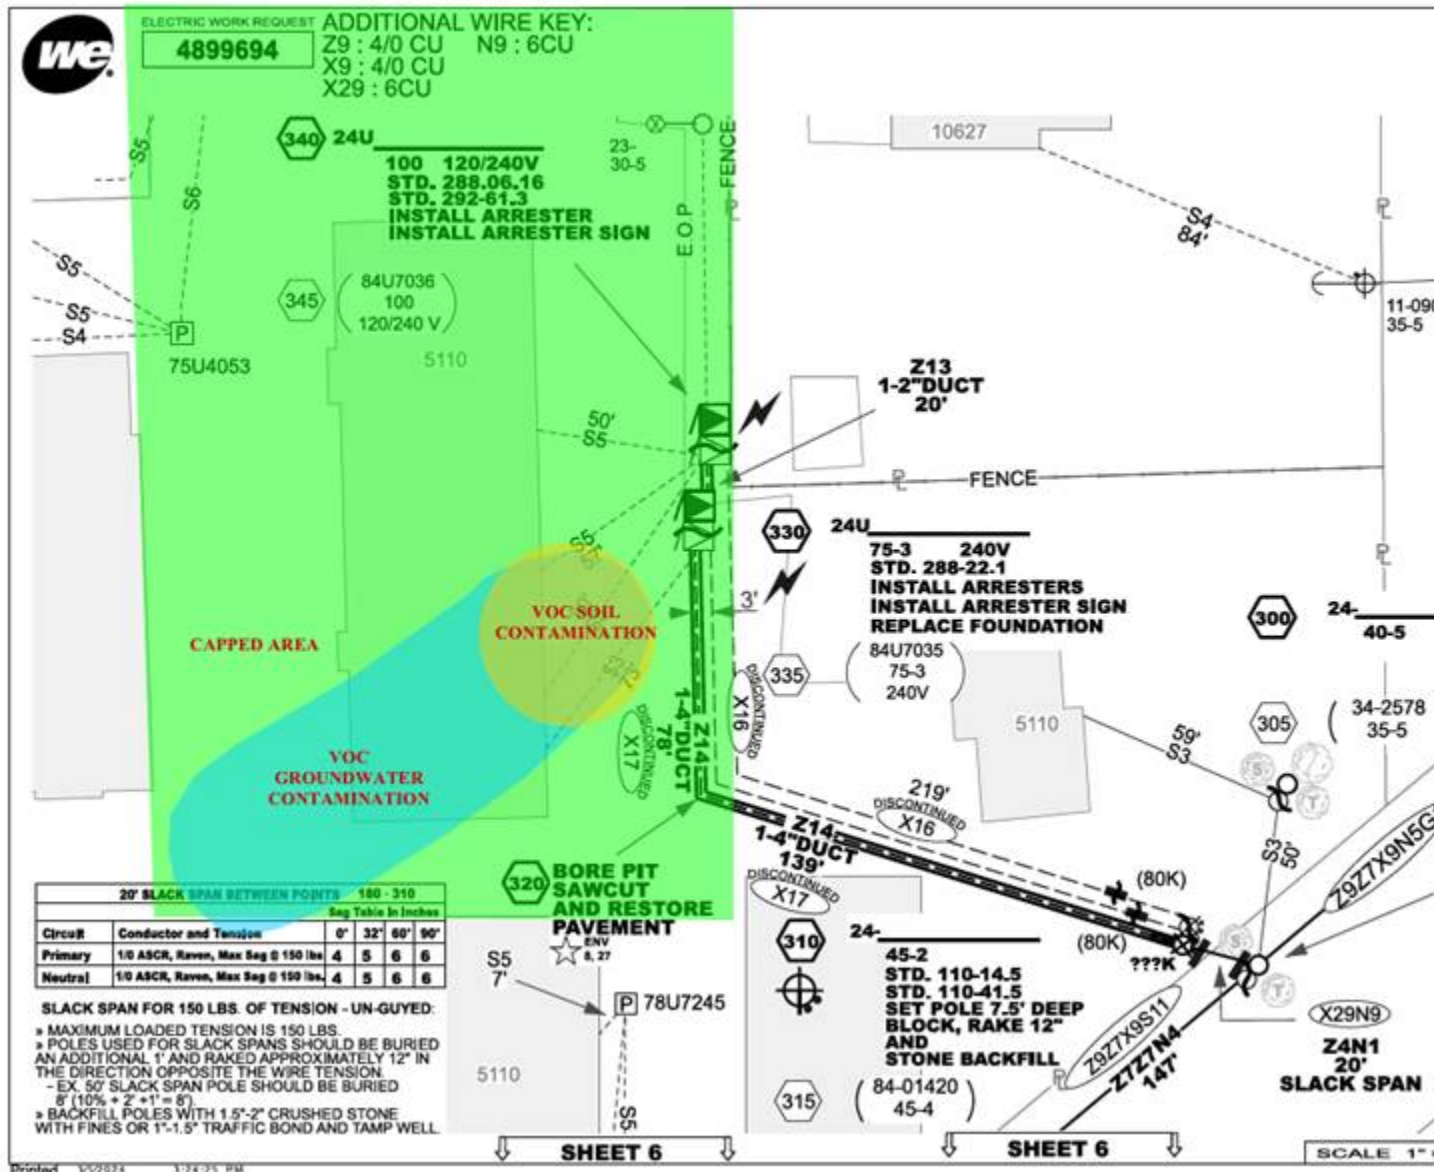 we
ELECTRIC WORK REQUEST
4899694
ADDITIONAL WIRE KEY:
Z9 : 4/0 CU N9 : 6CU
X9 : 4/0 CU
X29 : 6CU
S5
S6
340
24U
100 120/240V
STD. 288.06.16
STD. 292-61.3
INSTALL ARRESTER
INSTALL ARRESTER SIGN
23-
30-5
EOP
FENCE
PL
10627
S4
84'
PL
11-090
35-5
345
84U7036
100
120/240 V
S5
S5
S4
P
75U4053
5110
50'
S5
Z13
1-2"DUCT
20'
PL
FENCE
PL
330
24U
75-3 240V
STD. 288-22.1
INSTALL ARRESTERS
INSTALL ARRESTER SIGN
REPLACE FOUNDATION
335
84U7035
75-3
240V
3'
S5
VOC SOIL
CONTAMINATION
CAPPED AREA
VOC
GROUNDWATER
CONTAMINATION
DISCONTINUED
X17
DISCONTINUED
X16
Z14
1-4"DUCT
78'
5110
300
24-
40-5
305
34-2578
35-5
59'
S3
S
T
S3
50'
219'
DISCONTINUED
X16
Z14
1-4"DUCT
139'
DISCONTINUED
X17
(80K)
(80K)
???K
S
T
Z9Z7X9N5G
320
BORE PIT
SAWCUT
AND RESTORE
PAVEMENT
ENV
8, 27
310
24-
45-2
STD. 110-14.5
STD. 110-41.5
SET POLE 7.5' DEEP
BLOCK, RAKE 12"
AND
STONE BACKFILL
315
84-01420
45-4
PL
Z9Z7X9S11
Z7Z7N4
147'
X29N9
Z4N1
20'
SLACK SPAN
20' SLACK SPAN BETWEEN POINTS 180 - 310
Sag Table in Inches
Circuit Conductor and Tension 0° 32° 60° 90°
Primary 1/0 ASCR, Raven, Max Sag @ 150 lbs 4 5 6 6
Neutral 1/0 ASCR, Raven, Max Sag @ 150 lbs. 4 5 6 6
SLACK SPAN FOR 150 LBS. OF TENSION - UN-GUYED:
» MAXIMUM LOADED TENSION IS 150 LBS.
» POLES USED FOR SLACK SPANS SHOULD BE BURIED
AN ADDITIONAL 1' AND RAKED APPROXIMATELY 12" IN
THE DIRECTION OPPOSITE THE WIRE TENSION.
- EX. 50' SLACK SPAN POLE SHOULD BE BURIED
8' (10% + 2' +1' = 8').
» BACKFILL POLES WITH 1.5"-2" CRUSHED STONE
WITH FINES OR 1"-1.5" TRAFFIC BOND AND TAMP WELL.
S5
7'
P
78U7245
5110
S5
SHEET 6
SHEET 6
SCALE 1"
Printed